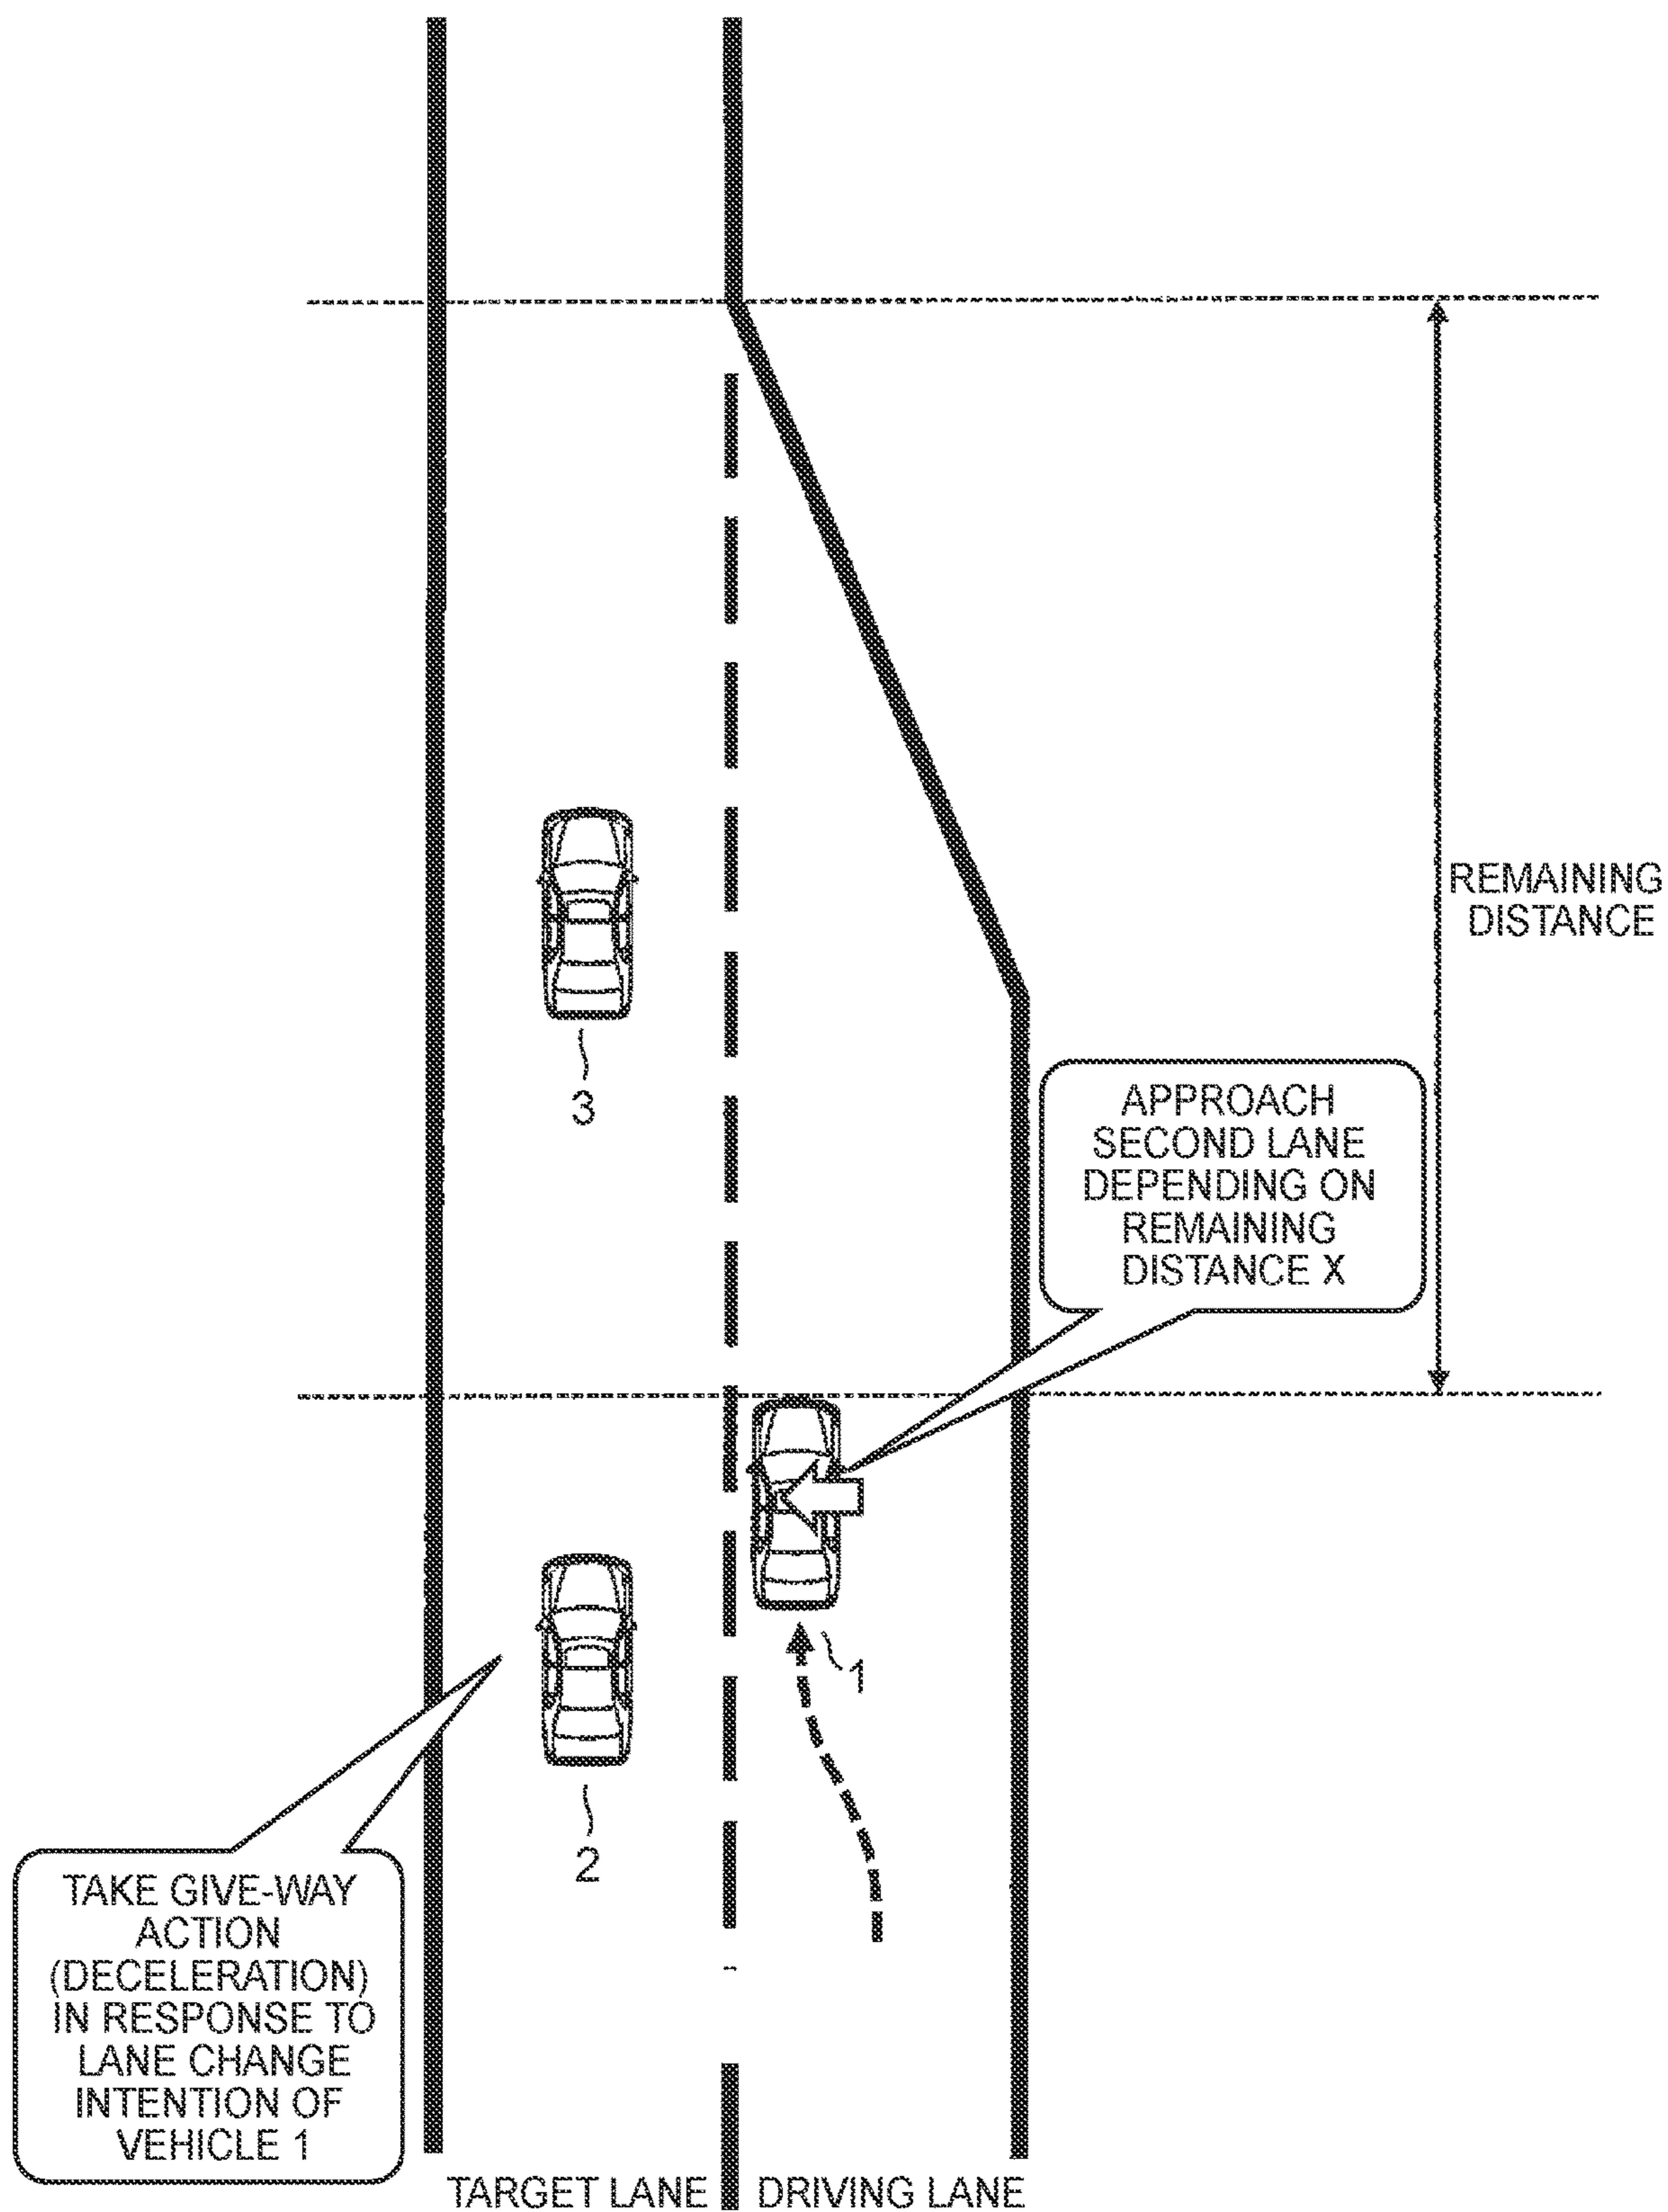 REMAINING
DISTANCE
3
APPROACH
SECOND LANE
DEPENDING ON
REMAINING
DISTANCE X
1
2
TAKE GIVE-WAY
ACTION
(DECELERATION)
IN RESPONSE TO
LANE CHANGE
INTENTION OF
VEHICLE 1
TARGET LANE
DRIVING LANE